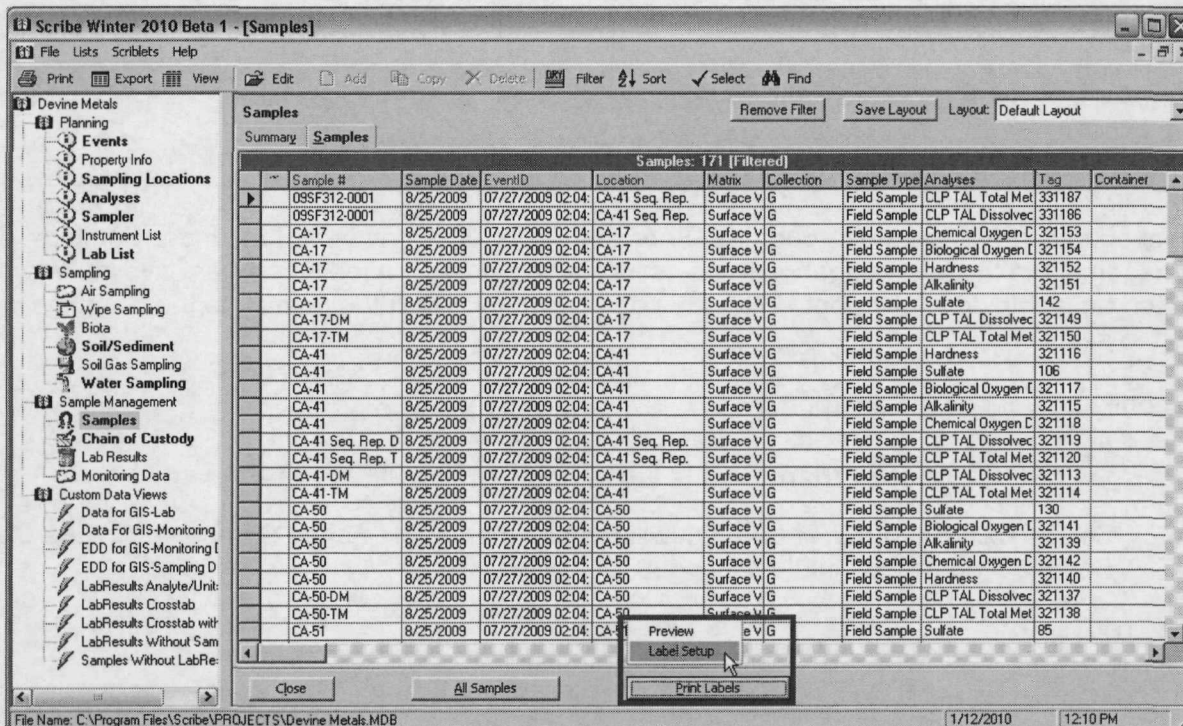 Scribe Winter 2010 Beta 1 - [Samples]
File Lists Scriblets Help
Print Export View Edit Add Copy Delete DRY Filter Sort Select Find
Devine Metals
Planning
Events
Property Info
Sampling Locations
Analyses
Sampler
Instrument List
Lab List
Sampling
Air Sampling
Wipe Sampling
Biota
Soil/Sediment
Soil Gas Sampling
Water Sampling
Sample Management
Samples
Chain of Custody
Lab Results
Monitoring Data
Custom Data Views
Data for GIS-Lab
Data For GIS-Monitoring
EDD for GIS-Monitoring [
EDD for GIS-Sampling D
LabResults Analyte/Unit:
LabResults Crosstab
LabResults Crosstab with
LabResults Without Sam
Samples Without LabRe:
Samples Remove Filter Save Layout Layout: Default Layout
Summary Samples
Samples: 171 [Filtered]
Sample # Sample Date EventID Location Matrix Collection Sample Type Analyses Tag Container
09SF312-0001 8/25/2009 07/27/2009 02:04: CA-41 Seq. Rep. Surface V G Field Sample CLP TAL Total Met 331187
09SF312-0001 8/25/2009 07/27/2009 02:04: CA-41 Seq. Rep. Surface V G Field Sample CLP TAL Dissolvec 331186
CA-17 8/25/2009 07/27/2009 02:04: CA-17 Surface V G Field Sample Chemical Oxygen D 321153
CA-17 8/25/2009 07/27/2009 02:04: CA-17 Surface V G Field Sample Biological Oxygen D 321154
CA-17 8/25/2009 07/27/2009 02:04: CA-17 Surface V G Field Sample Hardness 321152
CA-17 8/25/2009 07/27/2009 02:04: CA-17 Surface V G Field Sample Alkalinity 321151
CA-17 8/25/2009 07/27/2009 02:04: CA-17 Surface V G Field Sample Sulfate 142
CA-17-DM 8/25/2009 07/27/2009 02:04: CA-17 Surface V G Field Sample CLP TAL Dissolvec 321149
CA-17-TM 8/25/2009 07/27/2009 02:04: CA-17 Surface V G Field Sample CLP TAL Total Met 321150
CA-41 8/25/2009 07/27/2009 02:04: CA-41 Surface V G Field Sample Hardness 321116
CA-41 8/25/2009 07/27/2009 02:04: CA-41 Surface V G Field Sample Sulfate 106
CA-41 8/25/2009 07/27/2009 02:04: CA-41 Surface V G Field Sample Biological Oxygen D 321117
CA-41 8/25/2009 07/27/2009 02:04: CA-41 Surface V G Field Sample Alkalinity 321115
CA-41 8/25/2009 07/27/2009 02:04: CA-41 Surface V G Field Sample Chemical Oxygen D 321118
CA-41 Seq. Rep. D 8/25/2009 07/27/2009 02:04: CA-41 Seq. Rep. Surface V G Field Sample CLP TAL Dissolvec 321119
CA-41 Seq. Rep. T 8/25/2009 07/27/2009 02:04: CA-41 Seq. Rep. Surface V G Field Sample CLP TAL Total Met 321120
CA-41-DM 8/25/2009 07/27/2009 02:04: CA-41 Surface V G Field Sample CLP TAL Dissolvec 321113
CA-41-TM 8/25/2009 07/27/2009 02:04: CA-41 Surface V G Field Sample CLP TAL Total Met 321114
CA-50 8/25/2009 07/27/2009 02:04: CA-50 Surface V G Field Sample Sulfate 130
CA-50 8/25/2009 07/27/2009 02:04: CA-50 Surface V G Field Sample Biological Oxygen D 321141
CA-50 8/25/2009 07/27/2009 02:04: CA-50 Surface V G Field Sample Alkalinity 321139
CA-50 8/25/2009 07/27/2009 02:04: CA-50 Surface V G Field Sample Chemical Oxygen D 321142
CA-50 8/25/2009 07/27/2009 02:04: CA-50 Surface V G Field Sample Hardness 321140
CA-50-DM 8/25/2009 07/27/2009 02:04: CA-50 Surface V G Field Sample CLP TAL Dissolvec 321137
CA-50-TM 8/25/2009 07/27/2009 02:04: CA-50 Surface V G Field Sample CLP TAL Total Met 321138
CA-51 8/25/2009 07/27/2009 02:04: CA-51 e V G Field Sample Sulfate 85
Preview
Label Setup
Close All Samples Print Labels
File Name: C:\Program Files\Scribe\PROJECTS\Devine Metals.MDB 1/12/2010 12:10 PM